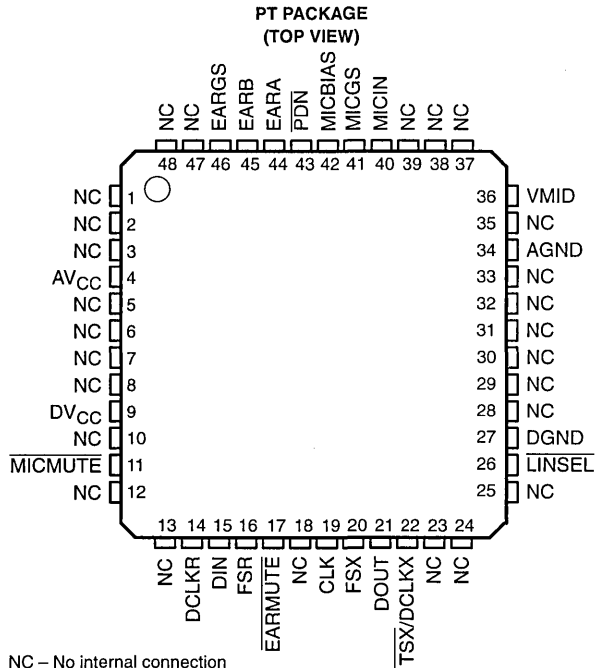 PT PACKAGE
(TOP VIEW)
NC
NC
EARGS
EARB
EARA
PDN
MICBIAS
MICGS
MICIN
NC
NC
NC
48 47 46 45 44 43 42 41 40 39 38 37
NC 1
NC 2
NC 3
AVCC 4
NC 5
NC 6
NC 7
NC 8
DVCC 9
NC 10
MICMUTE 11
NC 12
36 VMID
35 NC
34 AGND
33 NC
32 NC
31 NC
30 NC
29 NC
28 NC
27 DGND
26 LINSEL
25 NC
13 14 15 16 17 18 19 20 21 22 23 24
NC
DCLKR
DIN
FSR
EARMUTE
NC
CLK
FSX
DOUT
TSX/DCLKX
NC
NC
NC – No internal connection